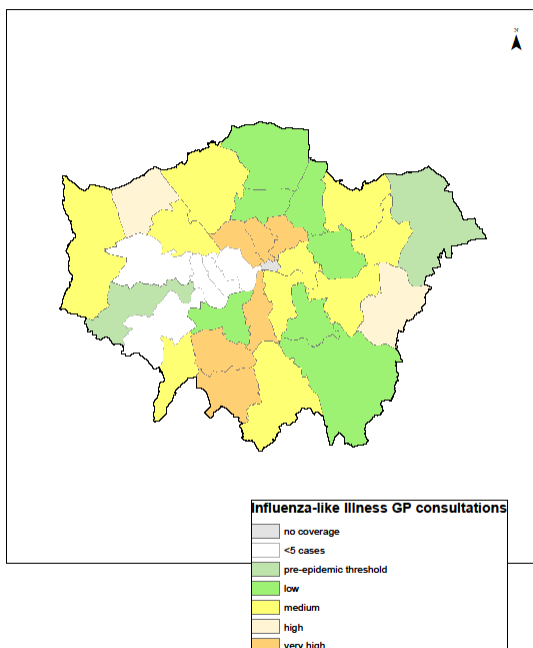 N
Influenza-like Illness GP consultations
no coverage
<5 cases
pre-epidemic threshold
low
medium
high
very high